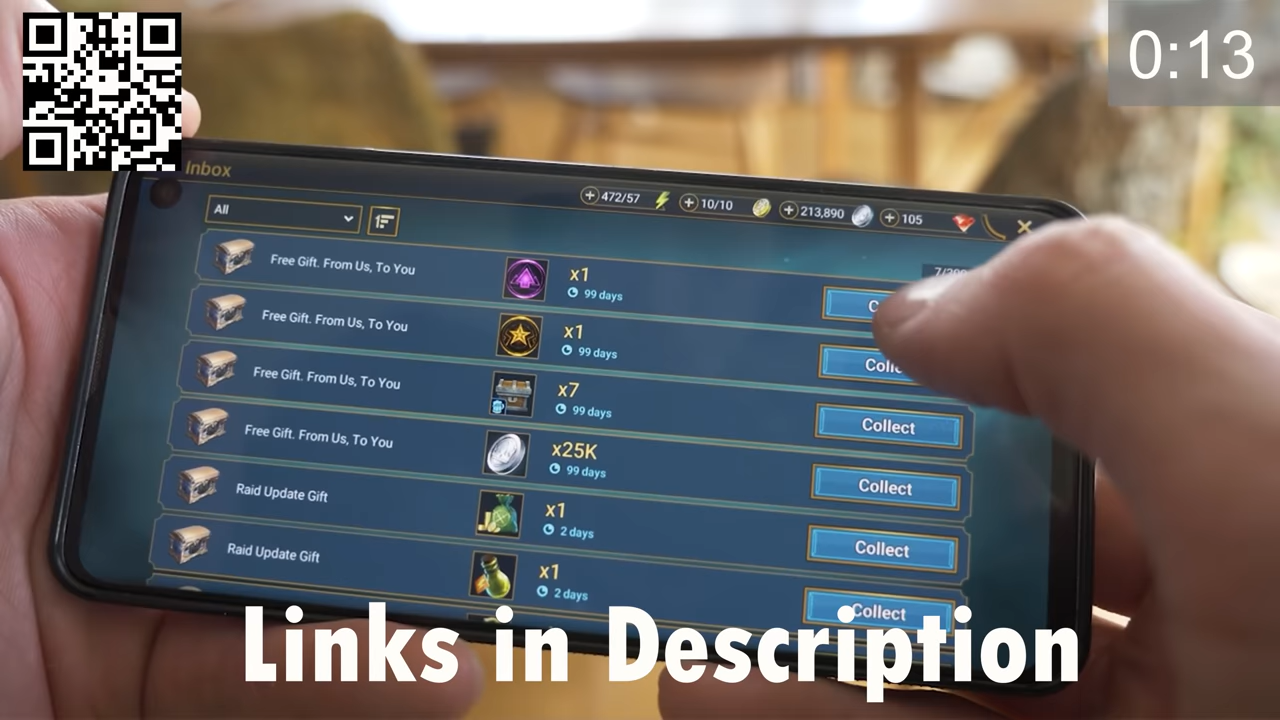 0:13
Inbox
472/57 10/10 213,890 105
All
Free Gift. From Us, To You x1 99 days
Free Gift. From Us, To You x1 99 days
Free Gift. From Us, To You x7 99 days Collect
Free Gift. From Us, To You x25K 99 days Collect
Raid Update Gift x1 2 days Collect
Raid Update Gift x1 2 days Collect
Links in Description